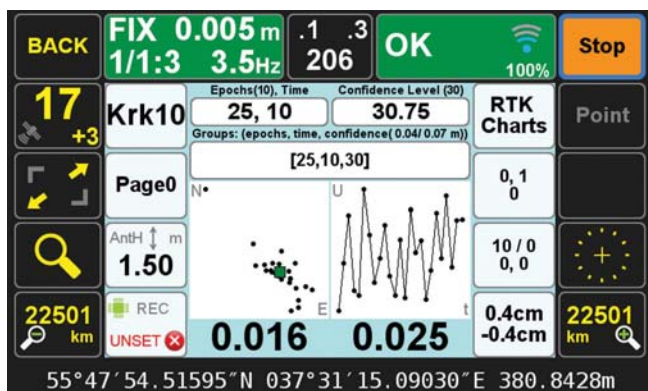 BACK
FIX 0.005 m
1/1:3 3.5Hz
.1 .3
206
OK
100%
Stop
17
+3
Krk10
Epochs(10), Time
25, 10
Confidence Level (30)
30.75
RTK
Charts
Point
Groups: (epochs, time, confidence( 0.04/ 0.07 m))
[25,10,30]
Page0
N
E
U
t
0, 1
0
AntH m
1.50
10 / 0
0, 0
22501
km
REC
UNSET
0.016
0.025
0.4cm
-0.4cm
22501
km
55°47′54.51595″N 037°31′15.09030″E 380.8428m